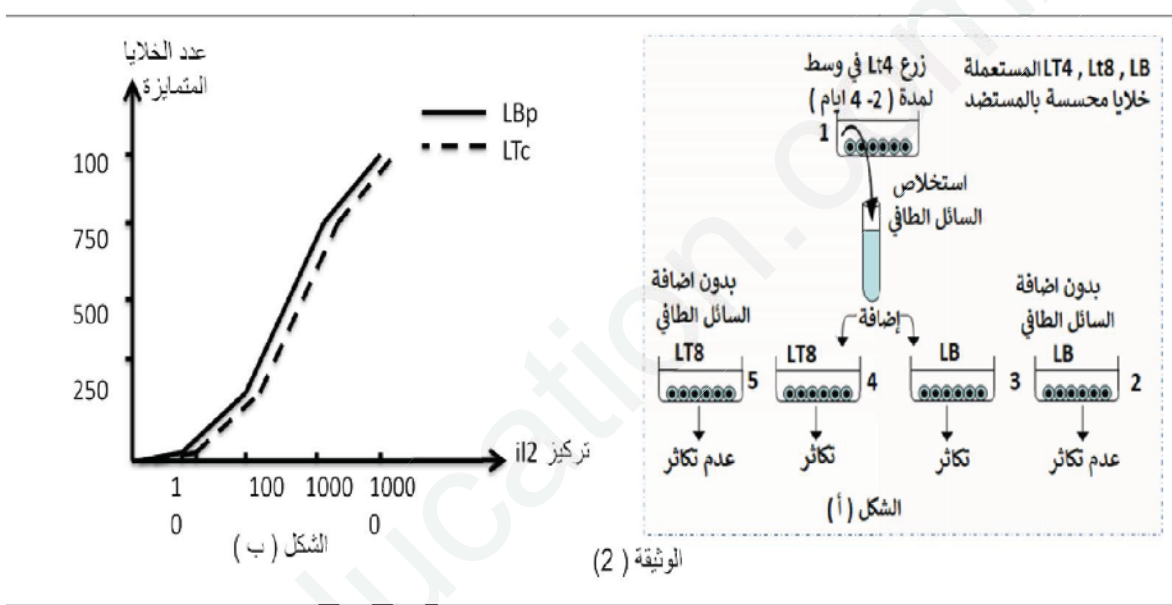 عدد الخلايا
المتمايزة
LBp
LTc
100
750
500
250
1 100 1000 1000
0 0
تركيز il2
الشكل ( ب )
LT4 , Lt8 , LB المستعملة
خلايا محسسة بالمستضد
زرع Lt4 في وسط
لمدة ( 2- 4 ايام )
1
استخلاص
السائل الطافي
بدون اضافة
السائل الطافي
إضافة
بدون اضافة
السائل الطافي
LB
2
LB
3
LT8
4
LT8
5
عدم تكاثر
تكاثر
تكاثر
عدم تكاثر
الشكل ( أ )
الوثيقة ( 2)
ucation.com